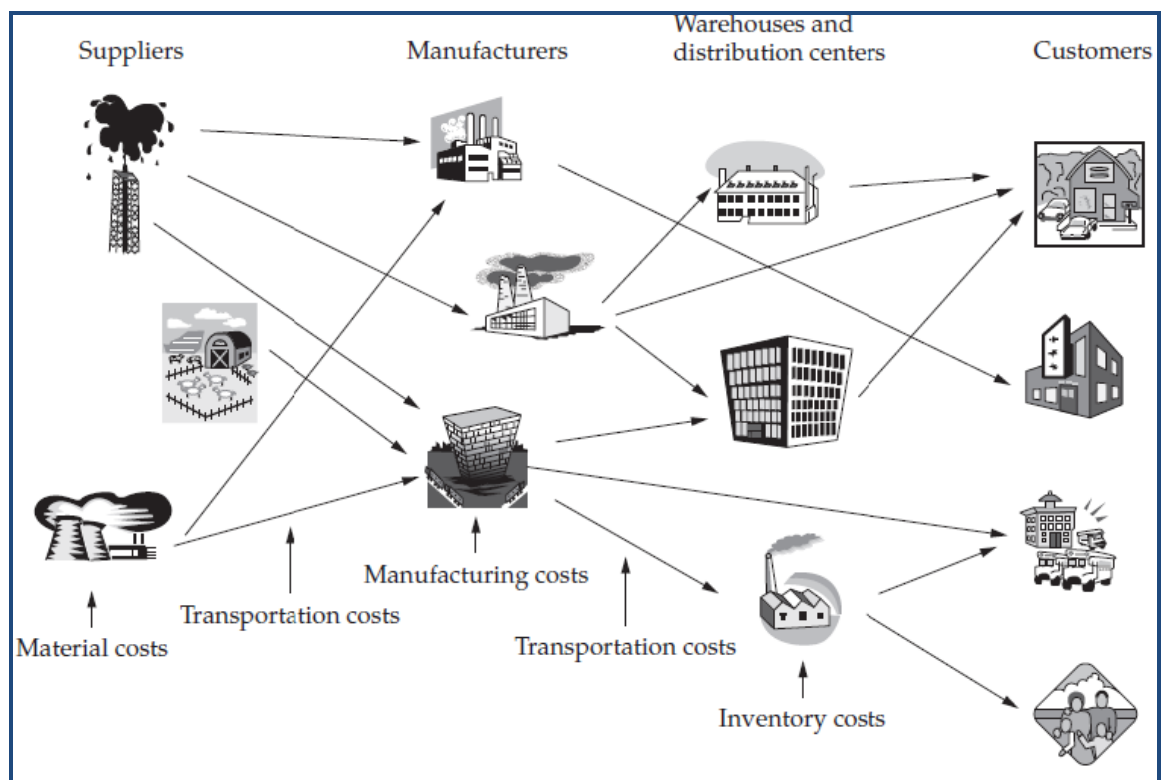 Suppliers
Manufacturers
Warehouses and
distribution centers
Customers
Material costs
Transportation costs
Manufacturing costs
Transportation costs
Inventory costs